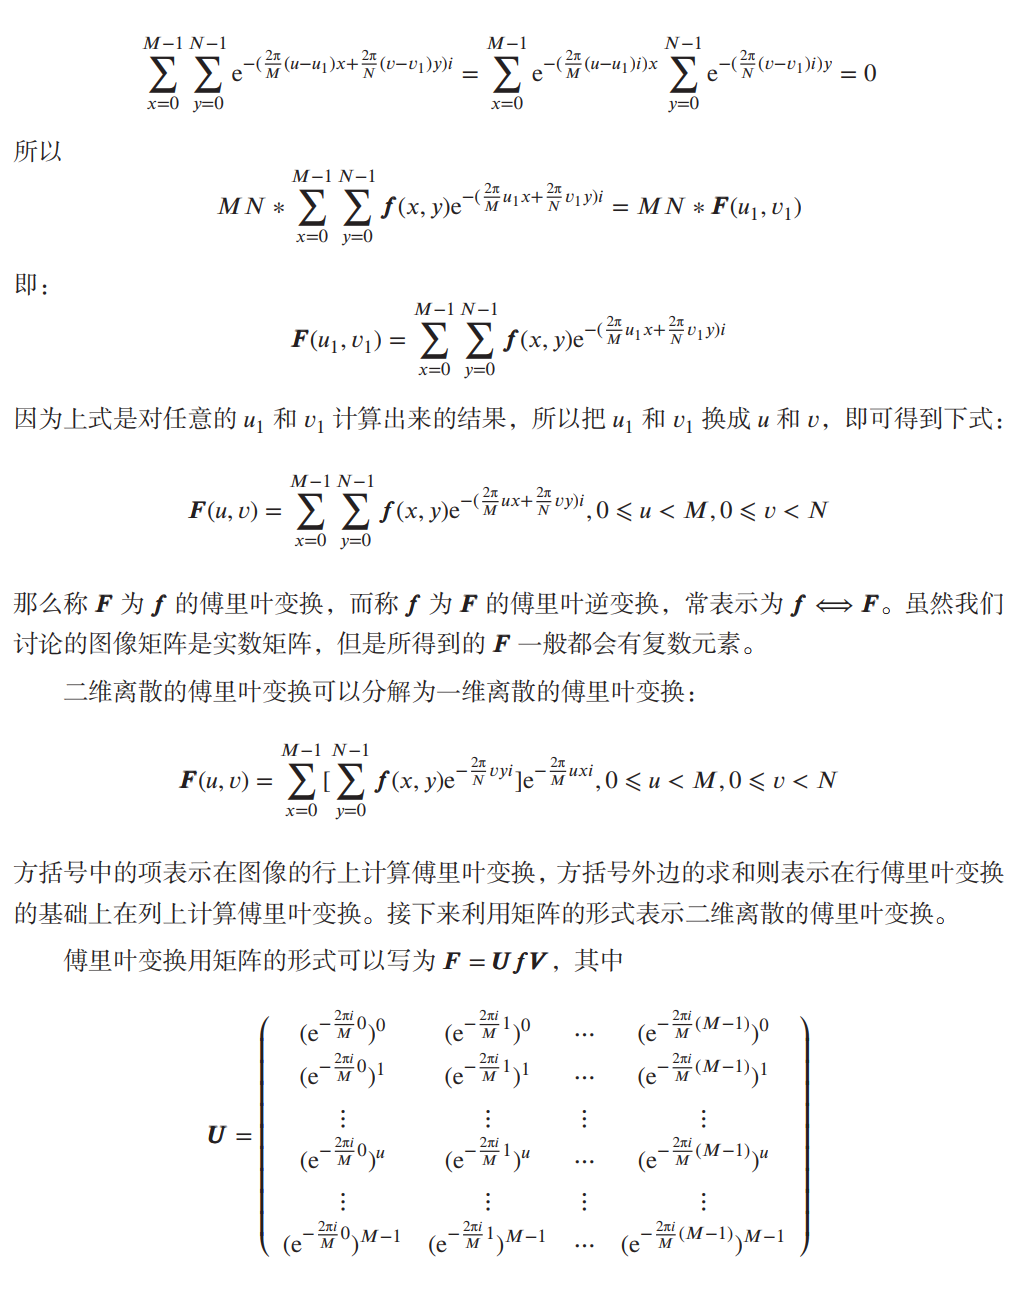 $$\sum_{x=0}^{M-1}\sum_{y=0}^{N-1} \mathrm{e}^{-(\frac{2\pi}{M}(u-u_1)x+\frac{2\pi}{N}(v-v_1)y)i} = \sum_{x=0}^{M-1} \mathrm{e}^{-(\frac{2\pi}{M}(u-u_1)i)x} \sum_{y=0}^{N-1} \mathrm{e}^{-(\frac{2\pi}{N}(v-v_1)i)y} = 0$$
所以
$$MN * \sum_{x=0}^{M-1}\sum_{y=0}^{N-1} \boldsymbol{f}(x, y)\mathrm{e}^{-(\frac{2\pi}{M}u_1x+\frac{2\pi}{N}v_1y)i} = MN * \boldsymbol{F}(u_1, v_1)$$
即：
$$\boldsymbol{F}(u_1, v_1) = \sum_{x=0}^{M-1}\sum_{y=0}^{N-1} \boldsymbol{f}(x, y)\mathrm{e}^{-(\frac{2\pi}{M}u_1x+\frac{2\pi}{N}v_1y)i}$$
因为上式是对任意的 $u_1$ 和 $v_1$ 计算出来的结果，所以把 $u_1$ 和 $v_1$ 换成 $u$ 和 $v$，即可得到下式：
$$\boldsymbol{F}(u, v) = \sum_{x=0}^{M-1}\sum_{y=0}^{N-1} \boldsymbol{f}(x, y)\mathrm{e}^{-(\frac{2\pi}{M}ux+\frac{2\pi}{N}vy)i}, 0 \leqslant u < M, 0 \leqslant v < N$$
那么称 $\boldsymbol{F}$ 为 $\boldsymbol{f}$ 的傅里叶变换，而称 $\boldsymbol{f}$ 为 $\boldsymbol{F}$ 的傅里叶逆变换，常表示为 $\boldsymbol{f} \Longleftrightarrow \boldsymbol{F}$。虽然我们
讨论的图像矩阵是实数矩阵，但是所得到的 $\boldsymbol{F}$ 一般都会有复数元素。
二维离散的傅里叶变换可以分解为一维离散的傅里叶变换：
$$\boldsymbol{F}(u, v) = \sum_{x=0}^{M-1}[\sum_{y=0}^{N-1} \boldsymbol{f}(x, y)\mathrm{e}^{-\frac{2\pi}{N}vyi}]\mathrm{e}^{-\frac{2\pi}{M}uxi}, 0 \leqslant u < M, 0 \leqslant v < N$$
方括号中的项表示在图像的行上计算傅里叶变换，方括号外边的求和则表示在行傅里叶变换
的基础上在列上计算傅里叶变换。接下来利用矩阵的形式表示二维离散的傅里叶变换。
傅里叶变换用矩阵的形式可以写为 $\boldsymbol{F} = \boldsymbol{U}\boldsymbol{f}\boldsymbol{V}$，其中
$$\boldsymbol{U} = \begin{pmatrix} (\mathrm{e}^{-\frac{2\pi i}{M}0})^0 & (\mathrm{e}^{-\frac{2\pi i}{M}1})^0 & \cdots & (\mathrm{e}^{-\frac{2\pi i}{M}(M-1)})^0 \\ (\mathrm{e}^{-\frac{2\pi i}{M}0})^1 & (\mathrm{e}^{-\frac{2\pi i}{M}1})^1 & \cdots & (\mathrm{e}^{-\frac{2\pi i}{M}(M-1)})^1 \\ \vdots & \vdots & \vdots & \vdots \\ (\mathrm{e}^{-\frac{2\pi i}{M}0})^u & (\mathrm{e}^{-\frac{2\pi i}{M}1})^u & \cdots & (\mathrm{e}^{-\frac{2\pi i}{M}(M-1)})^u \\ \vdots & \vdots & \vdots & \vdots \\ (\mathrm{e}^{-\frac{2\pi i}{M}0})^{M-1} & (\mathrm{e}^{-\frac{2\pi i}{M}1})^{M-1} & \cdots & (\mathrm{e}^{-\frac{2\pi i}{M}(M-1)})^{M-1} \end{pmatrix}$$